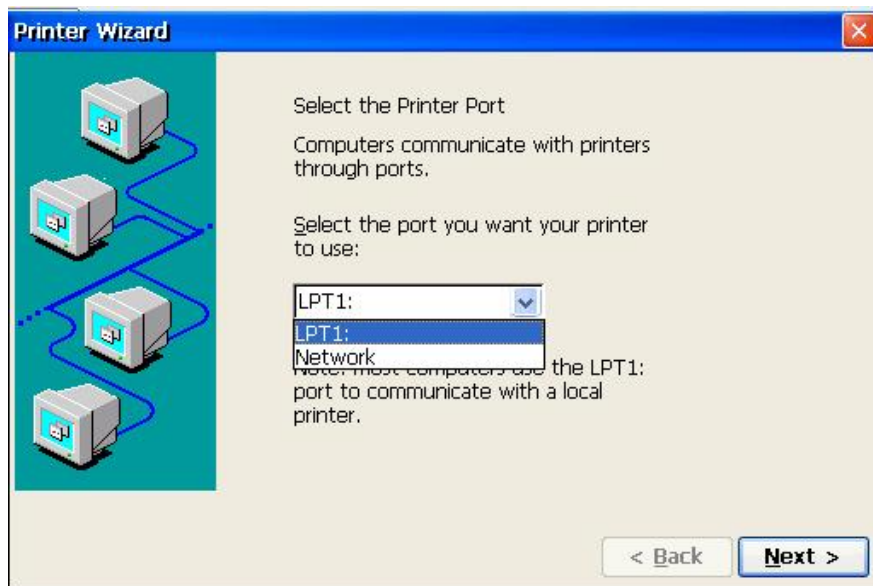 Printer Wizard
Select the Printer Port
Computers communicate with printers
through ports.
Select the port you want your printer
to use:
LPT1:
LPT1:
Network
the LPT1:
port to communicate with a local
printer.
< Back
Next >